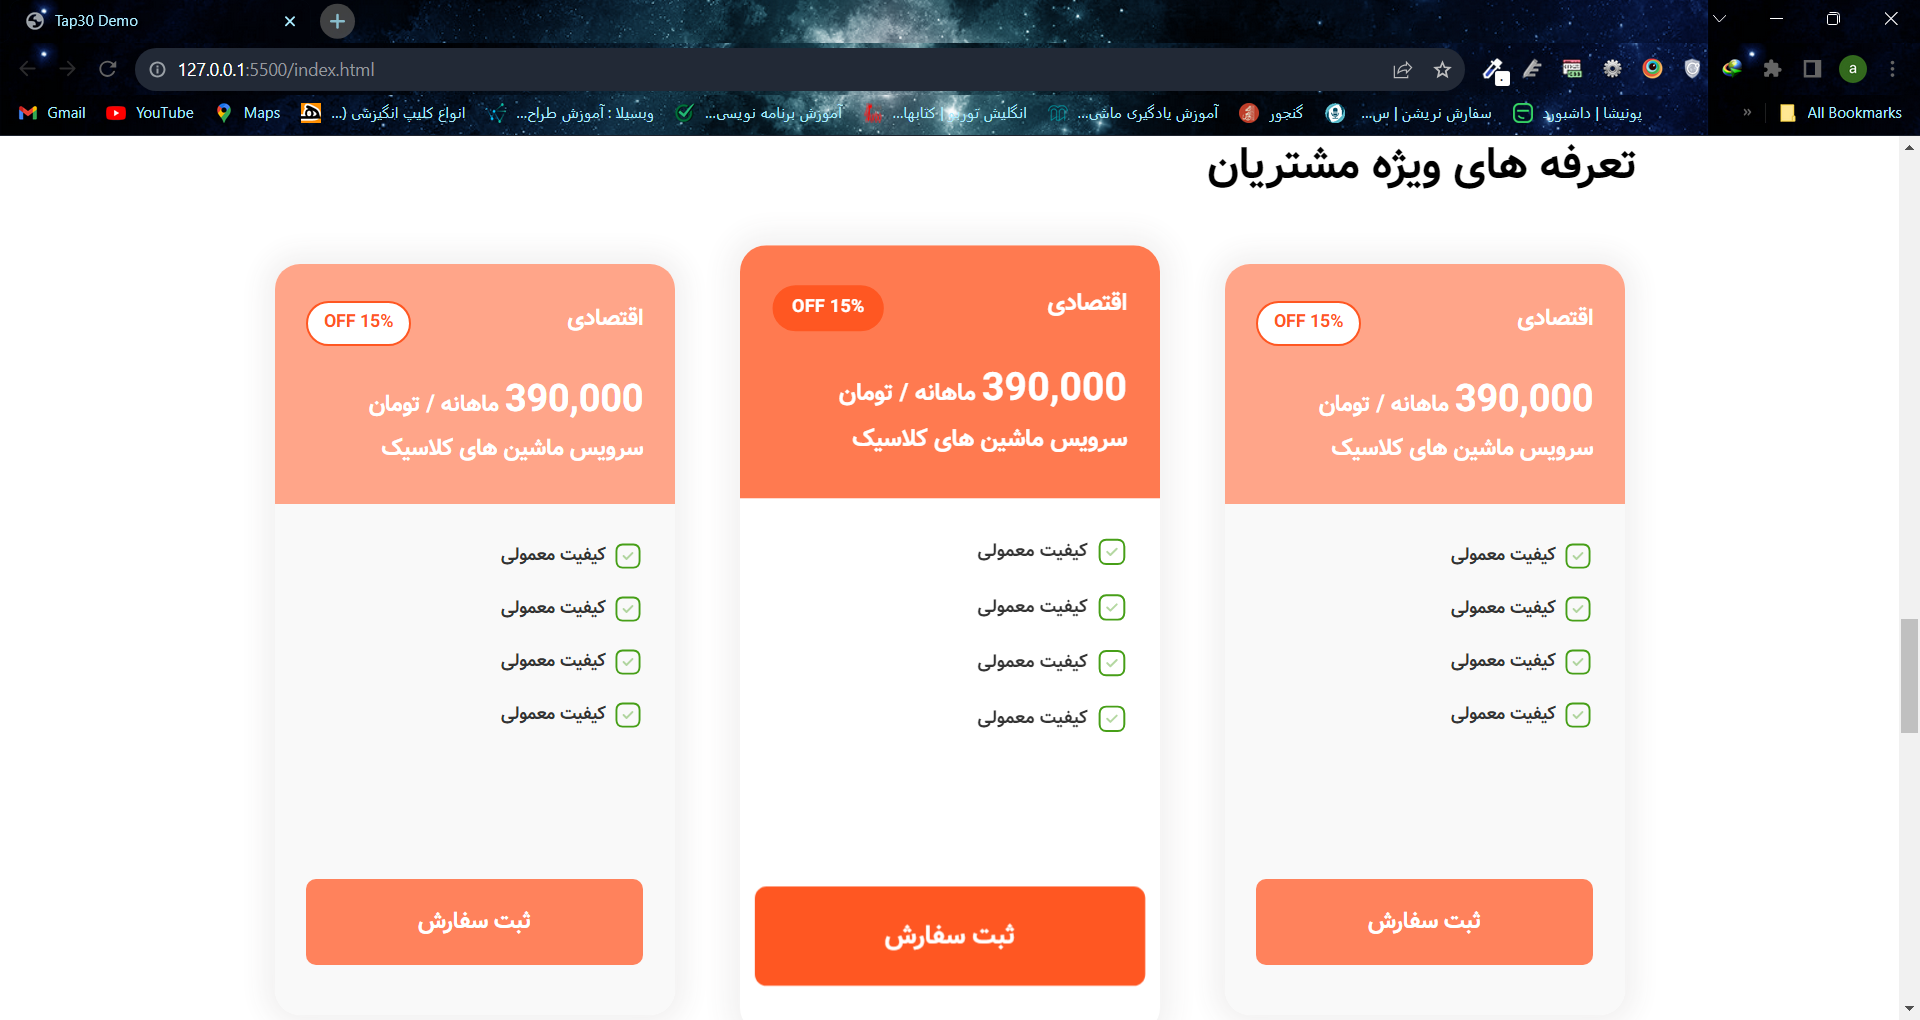 Tap30 Demo
127.0.0.1:5500/index.html
Gmail
YouTube
Maps
انواع کلیپ انگیزشی (...
وبسیلا : آموزش طراح...
آموزش برنامه نویسی...
انگلیش تورز | کتابها...
آموزش یادگیری ماشی...
گنجور
سفارش نریشن | س...
پونیشا | داشبورد
»
All Bookmarks
a
تعرفه های ویژه مشتریان
اقتصادی
OFF 15%
390,000 ماهانه / تومان
سرویس ماشین های کلاسیک
کیفیت معمولی
کیفیت معمولی
کیفیت معمولی
کیفیت معمولی
ثبت سفارش
اقتصادی
OFF 15%
390,000 ماهانه / تومان
سرویس ماشین های کلاسیک
کیفیت معمولی
کیفیت معمولی
کیفیت معمولی
کیفیت معمولی
ثبت سفارش
اقتصادی
OFF 15%
390,000 ماهانه / تومان
سرویس ماشین های کلاسیک
کیفیت معمولی
کیفیت معمولی
کیفیت معمولی
کیفیت معمولی
ثبت سفارش